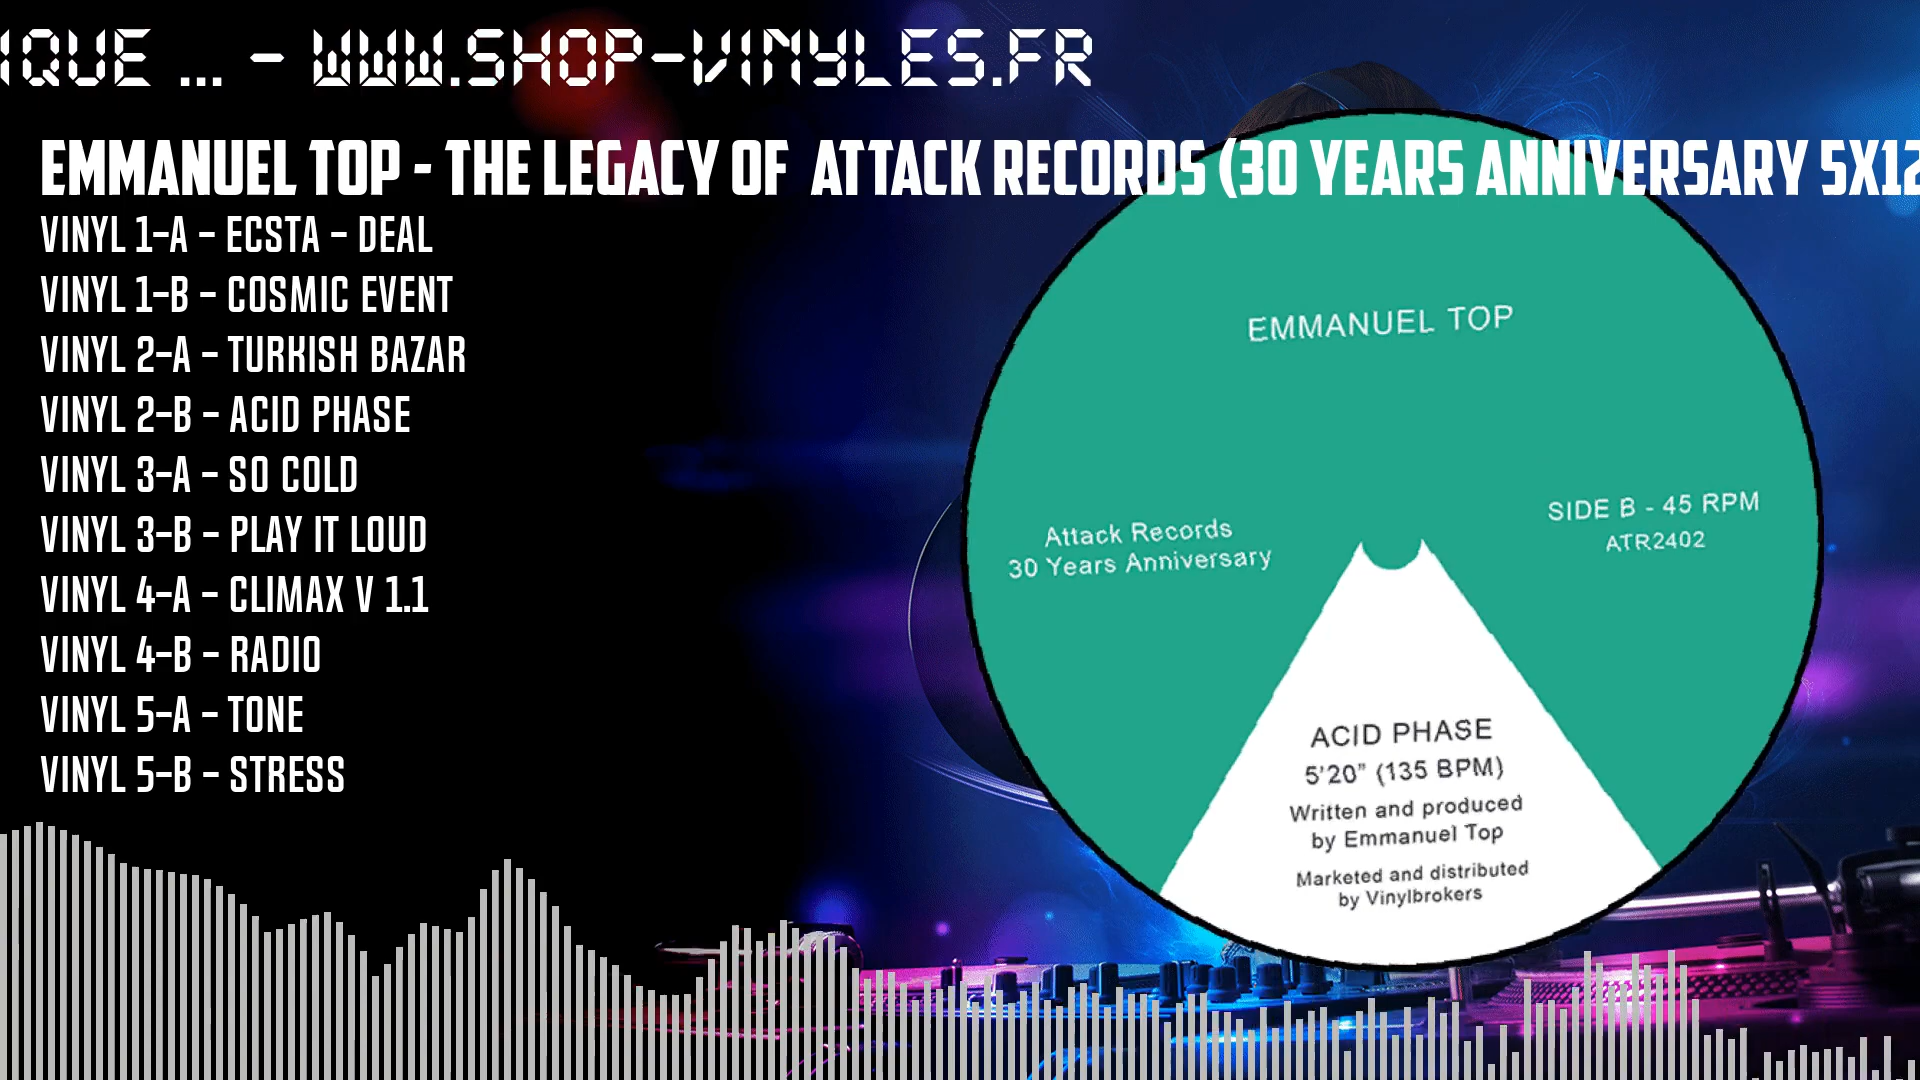 IQUE ... - WWW.SHOP-VINYLES.FR
EMMANUEL TOP - THE LEGACY OF ATTACK RECORDS (30 YEARS ANNIVERSARY 5X12
VINYL 1-A - ECSTA - DEAL
VINYL 1-B - COSMIC EVENT
VINYL 2-A - TURKISH BAZAR
VINYL 2-B - ACID PHASE
VINYL 3-A - SO COLD
VINYL 3-B - PLAY IT LOUD
VINYL 4-A - CLIMAX V 1.1
VINYL 4-B - RADIO
VINYL 5-A - TONE
VINYL 5-B - STRESS
EMMANUEL TOP
Attack Records
30 Years Anniversary
SIDE B - 45 RPM
ATR2402
ACID PHASE
5'20" (135 BPM)
Written and produced
by Emmanuel Top
Marketed and distributed
by Vinylbrokers